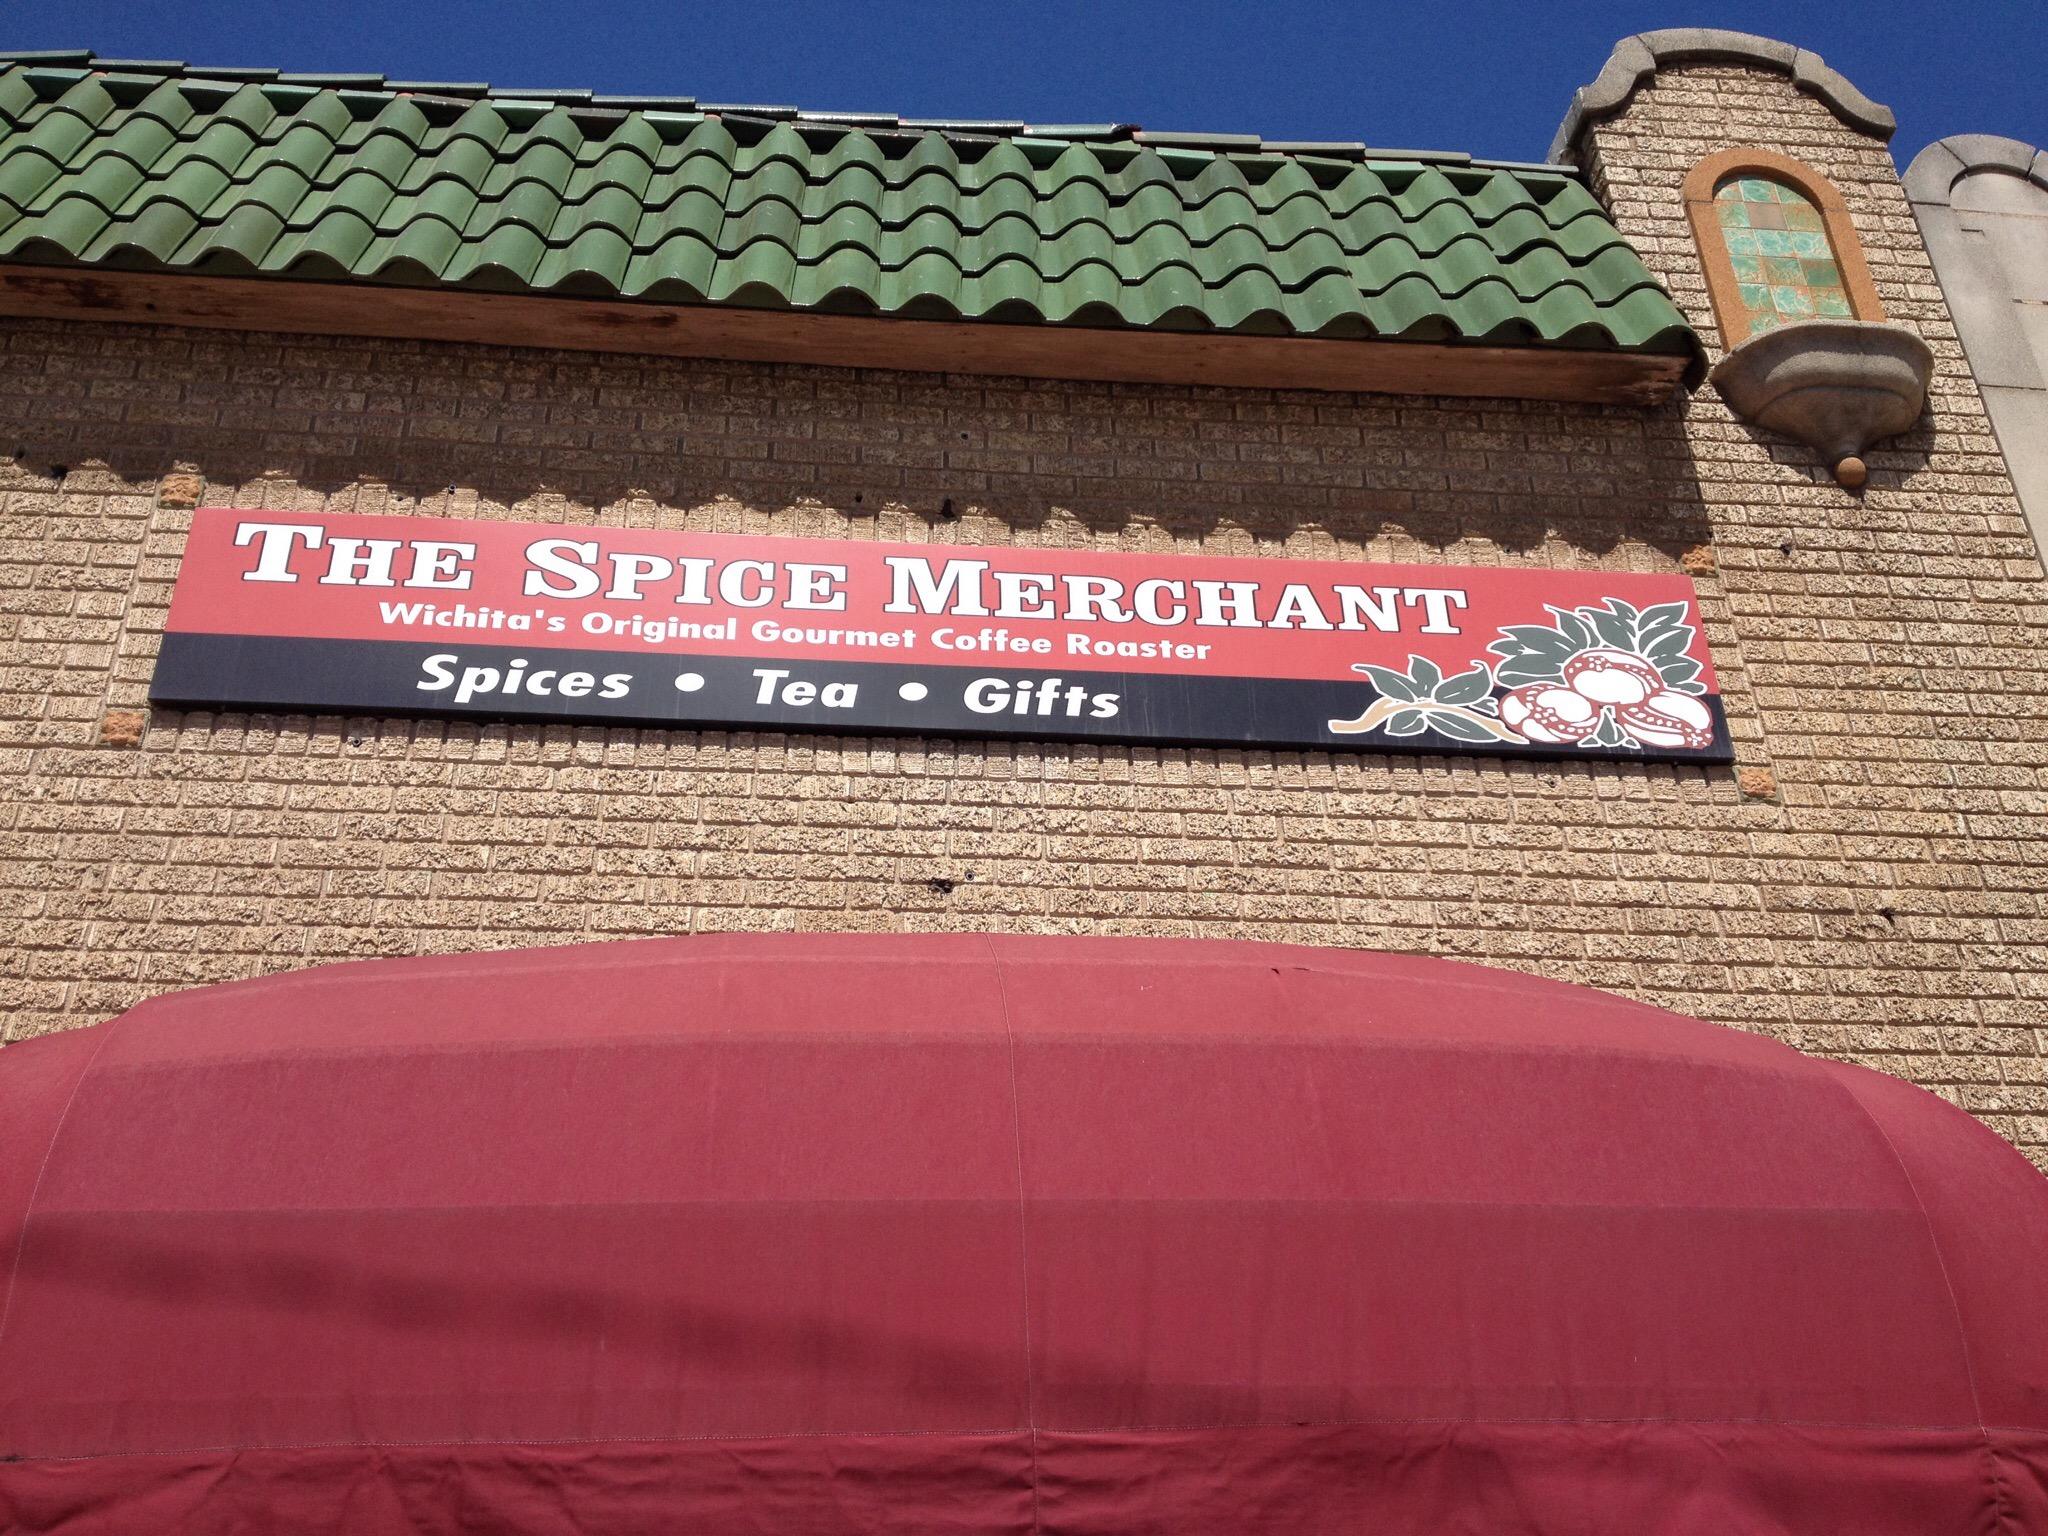 THE SPICE MERCHANT
Wichita's Original Gourmet Coffee Roaster
Spices • Tea • Gifts